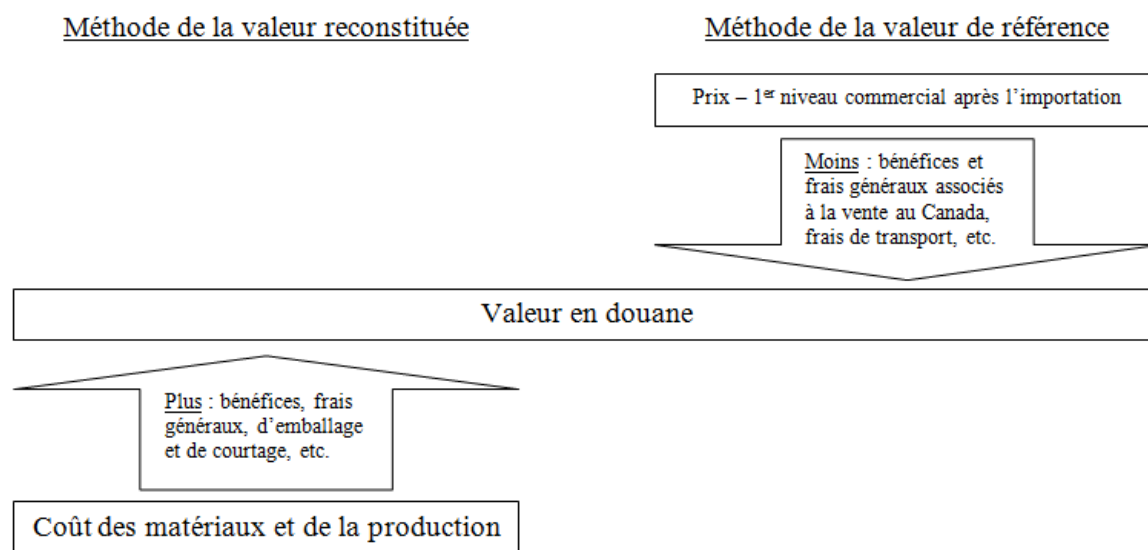 Méthode de la valeur reconstituée
Méthode de la valeur de référence
Prix – 1er niveau commercial après l’importation
Moins : bénéfices et
frais généraux associés
à la vente au Canada,
frais de transport, etc.
Valeur en douane
Plus : bénéfices, frais
généraux, d’emballage
et de courtage, etc.
Coût des matériaux et de la production